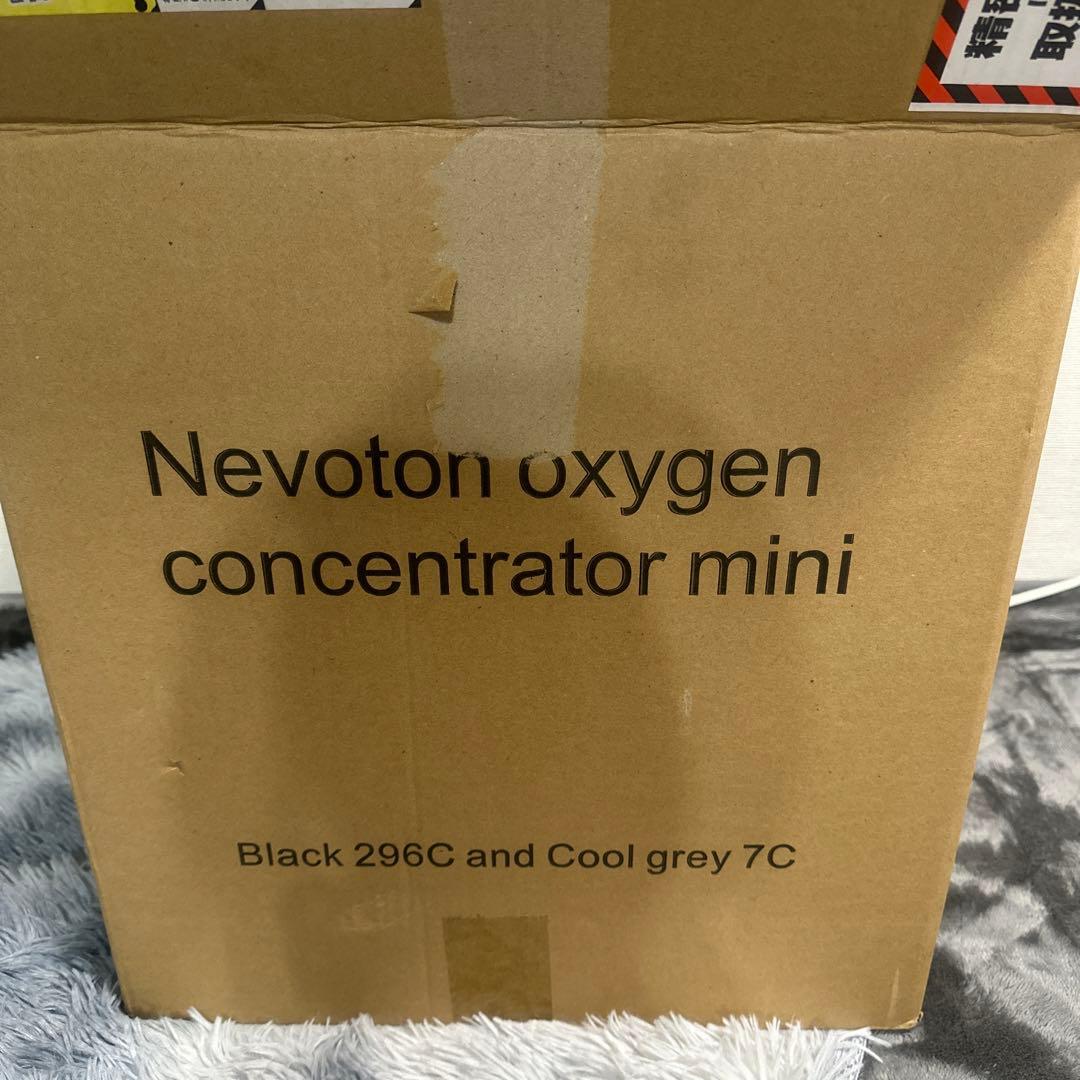 Nevoton oxygen
concentrator mini
Black 296C and Cool grey 7C